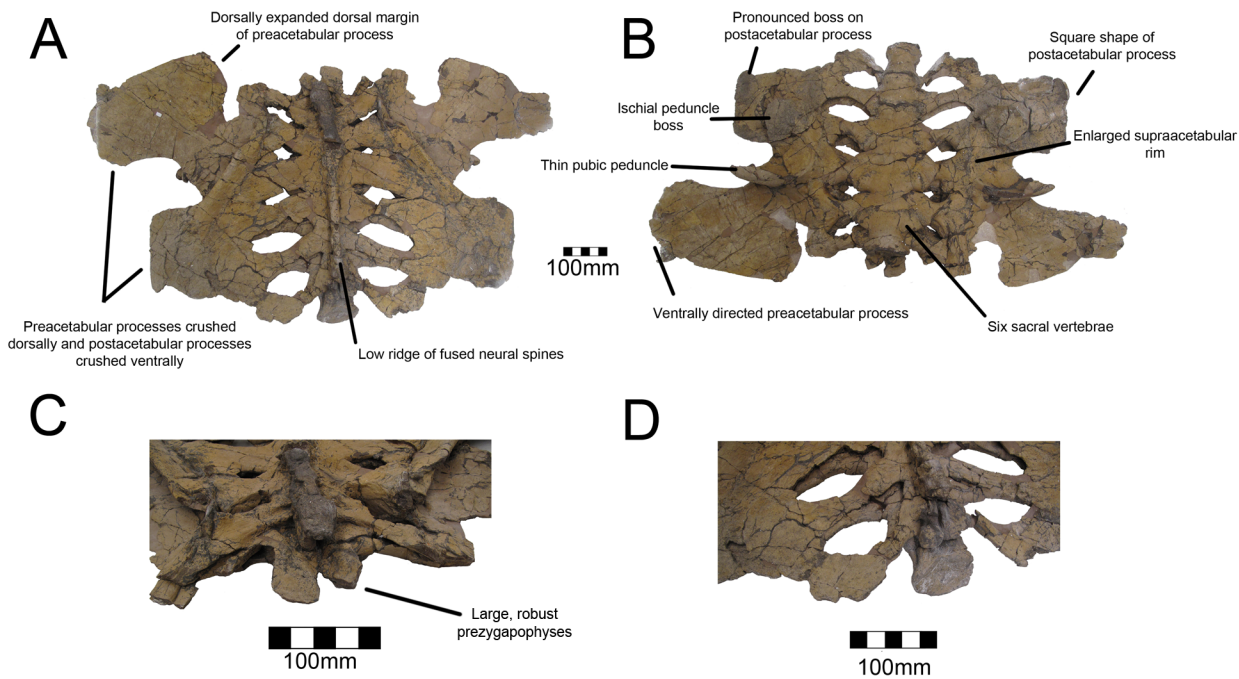 A
Dorsally expanded dorsal margin
of preacetabular process
Preacetabular processes crushed
dorsally and postacetabular processes
crushed ventrally
Low ridge of fused neural spines
100mm
B
Pronounced boss on
postacetabular process
Square shape of
postacetabular process
Ischial peduncle
boss
Enlarged supraacetabular
rim
Thin pubic peduncle
Ventrally directed preacetabular process
Six sacral vertebrae
C
Large, robust
prezygapophyses
100mm
D
100mm